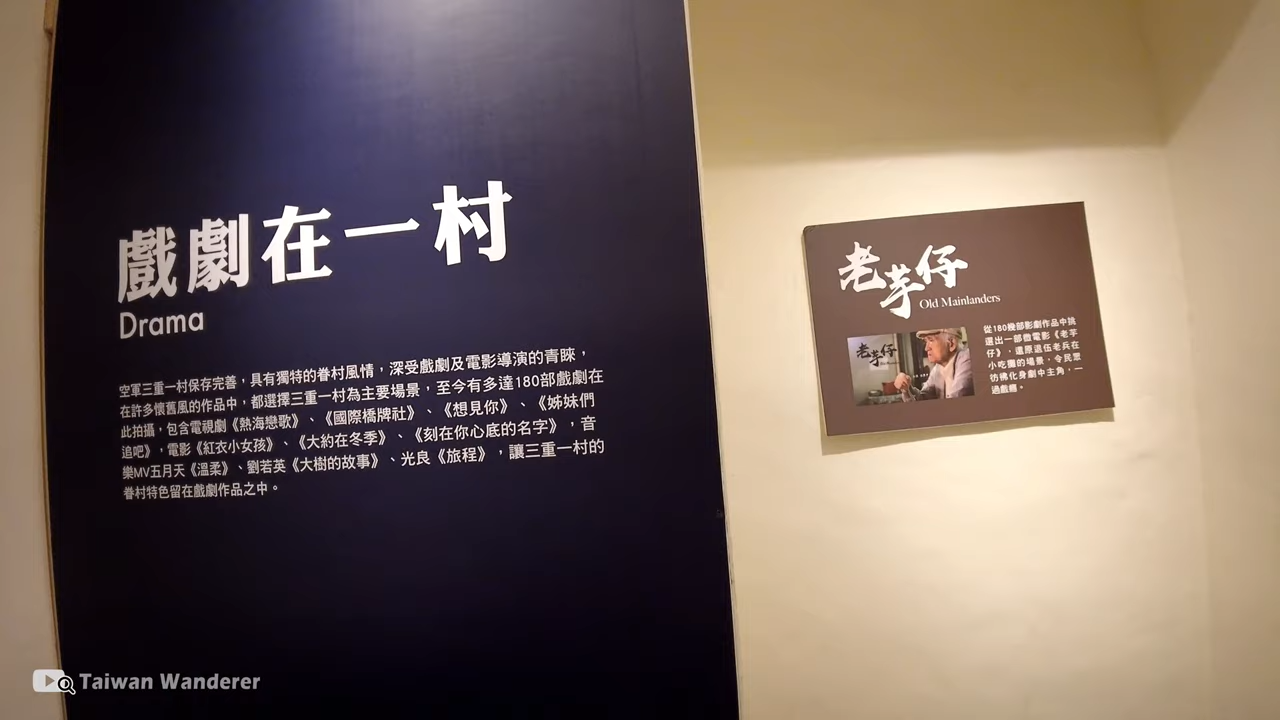 戲劇在一村
Drama
空軍三重一村保存完善，具有獨特的眷村風情，深受戲劇及電影導演的青睞，
在許多懷舊風的作品中，都選擇三重一村為主要場景，至今有多達180部戲劇在
此拍攝，包含電視劇《熱海戀歌》、《國際橋牌社》、《想見你》、《姊妹們
追吧》，電影《紅衣小女孩》、《大約在冬季》、《刻在你心底的名字》，音
樂MV五月天《溫柔》、劉若英《大樹的故事》、光良《旅程》，讓三重一村的
眷村特色留在戲劇作品之中。
老芋仔
Old Mainlanders
從180幾部影劇作品中挑
選出一部微電影《老芋
仔》，還原退伍老兵在
小吃攤的場景，令民眾
彷彿化身劇中主角，一
過戲癮。
老芋仔
Taiwan Wanderer